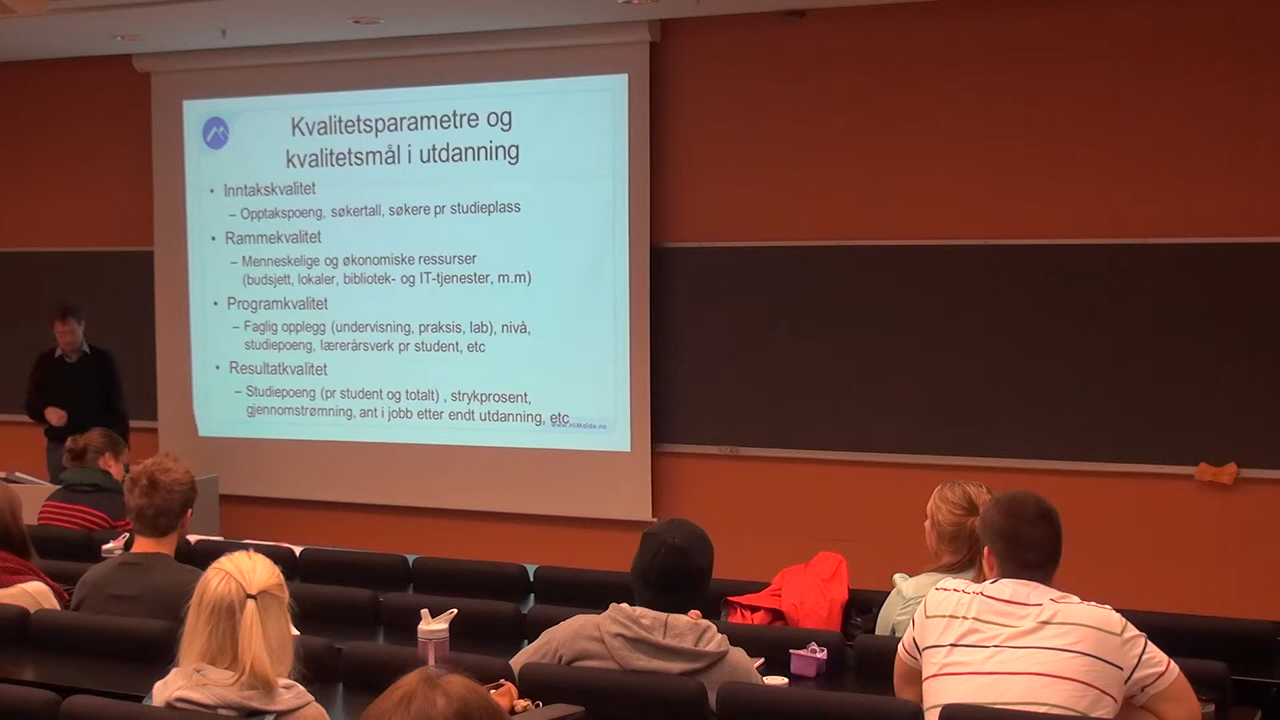 Kvalitetsparametre og
kvalitetsmål i utdanning
• Inntakskvalitet
– Opptakspoeng, søkertall, søkere pr studieplass
• Rammekvalitet
– Menneskelige og økonomiske ressurser
(budsjett, lokaler, bibliotek- og IT-tjenester, m.m)
• Programkvalitet
– Faglig opplegg (undervisning, praksis, lab), nivå,
studiepoeng, lærerårsverk pr student, etc
• Resultatkvalitet
– Studiepoeng (pr student og totalt) , strykprosent,
gjennomstrømning, ant i jobb etter endt utdanning, etc
www.HiMolde.no